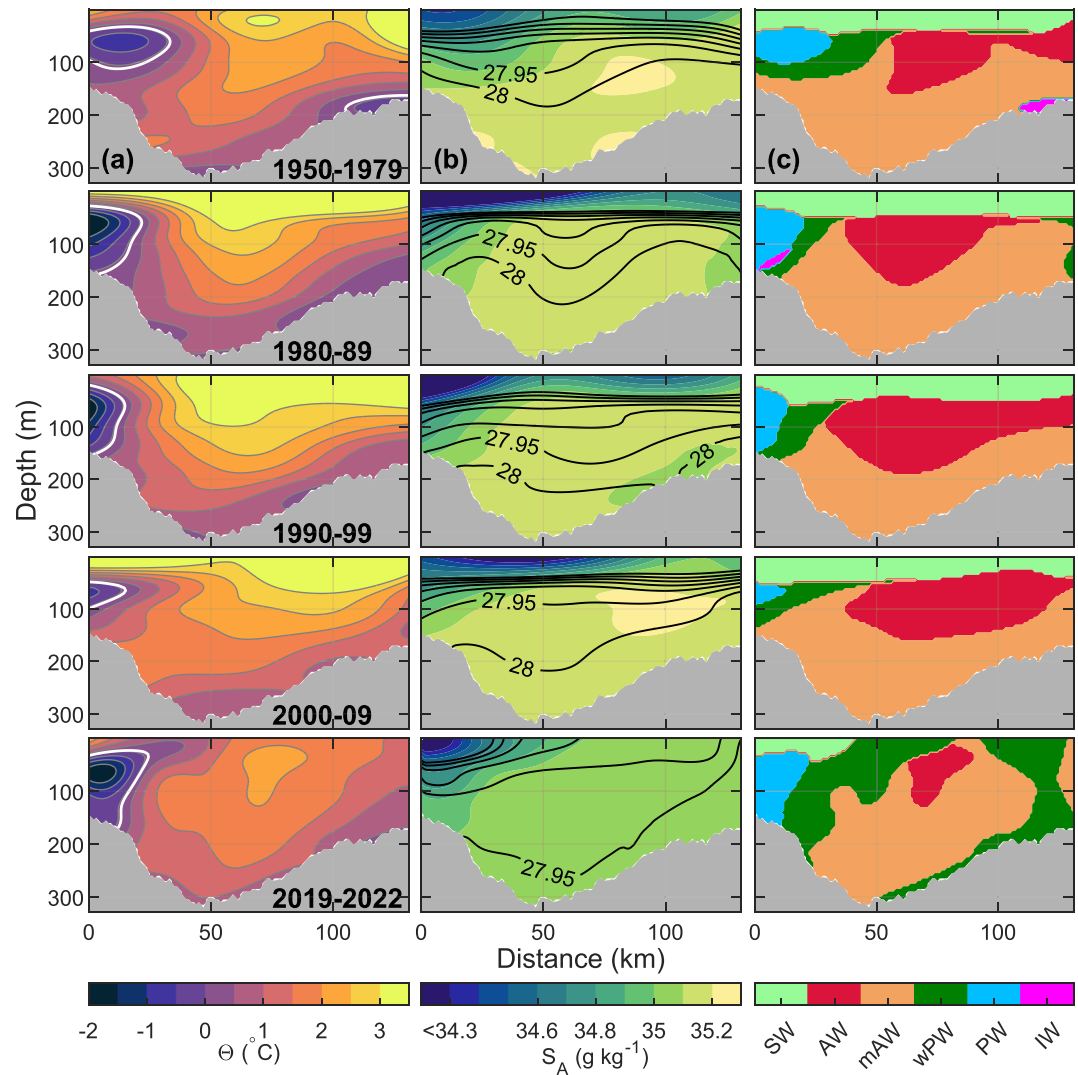 100
200
300
(a)
1950-1979
27.95
28
(b)
(c)
100
200
300
1980-89
27.95
28
100
200
300
1990-99
27.95
28
28
100
200
300
2000-09
27.95
28
100
200
300
2019-2022
27.95
Depth (m)
0 50 100 0 50 100 0 50 100
Distance (km)
-2 -1 0 1 2 3
Θ (°C)
<34.3 34.6 34.8 35 35.2
S_A (g kg⁻¹)
SW AW mAW wPW PW IW